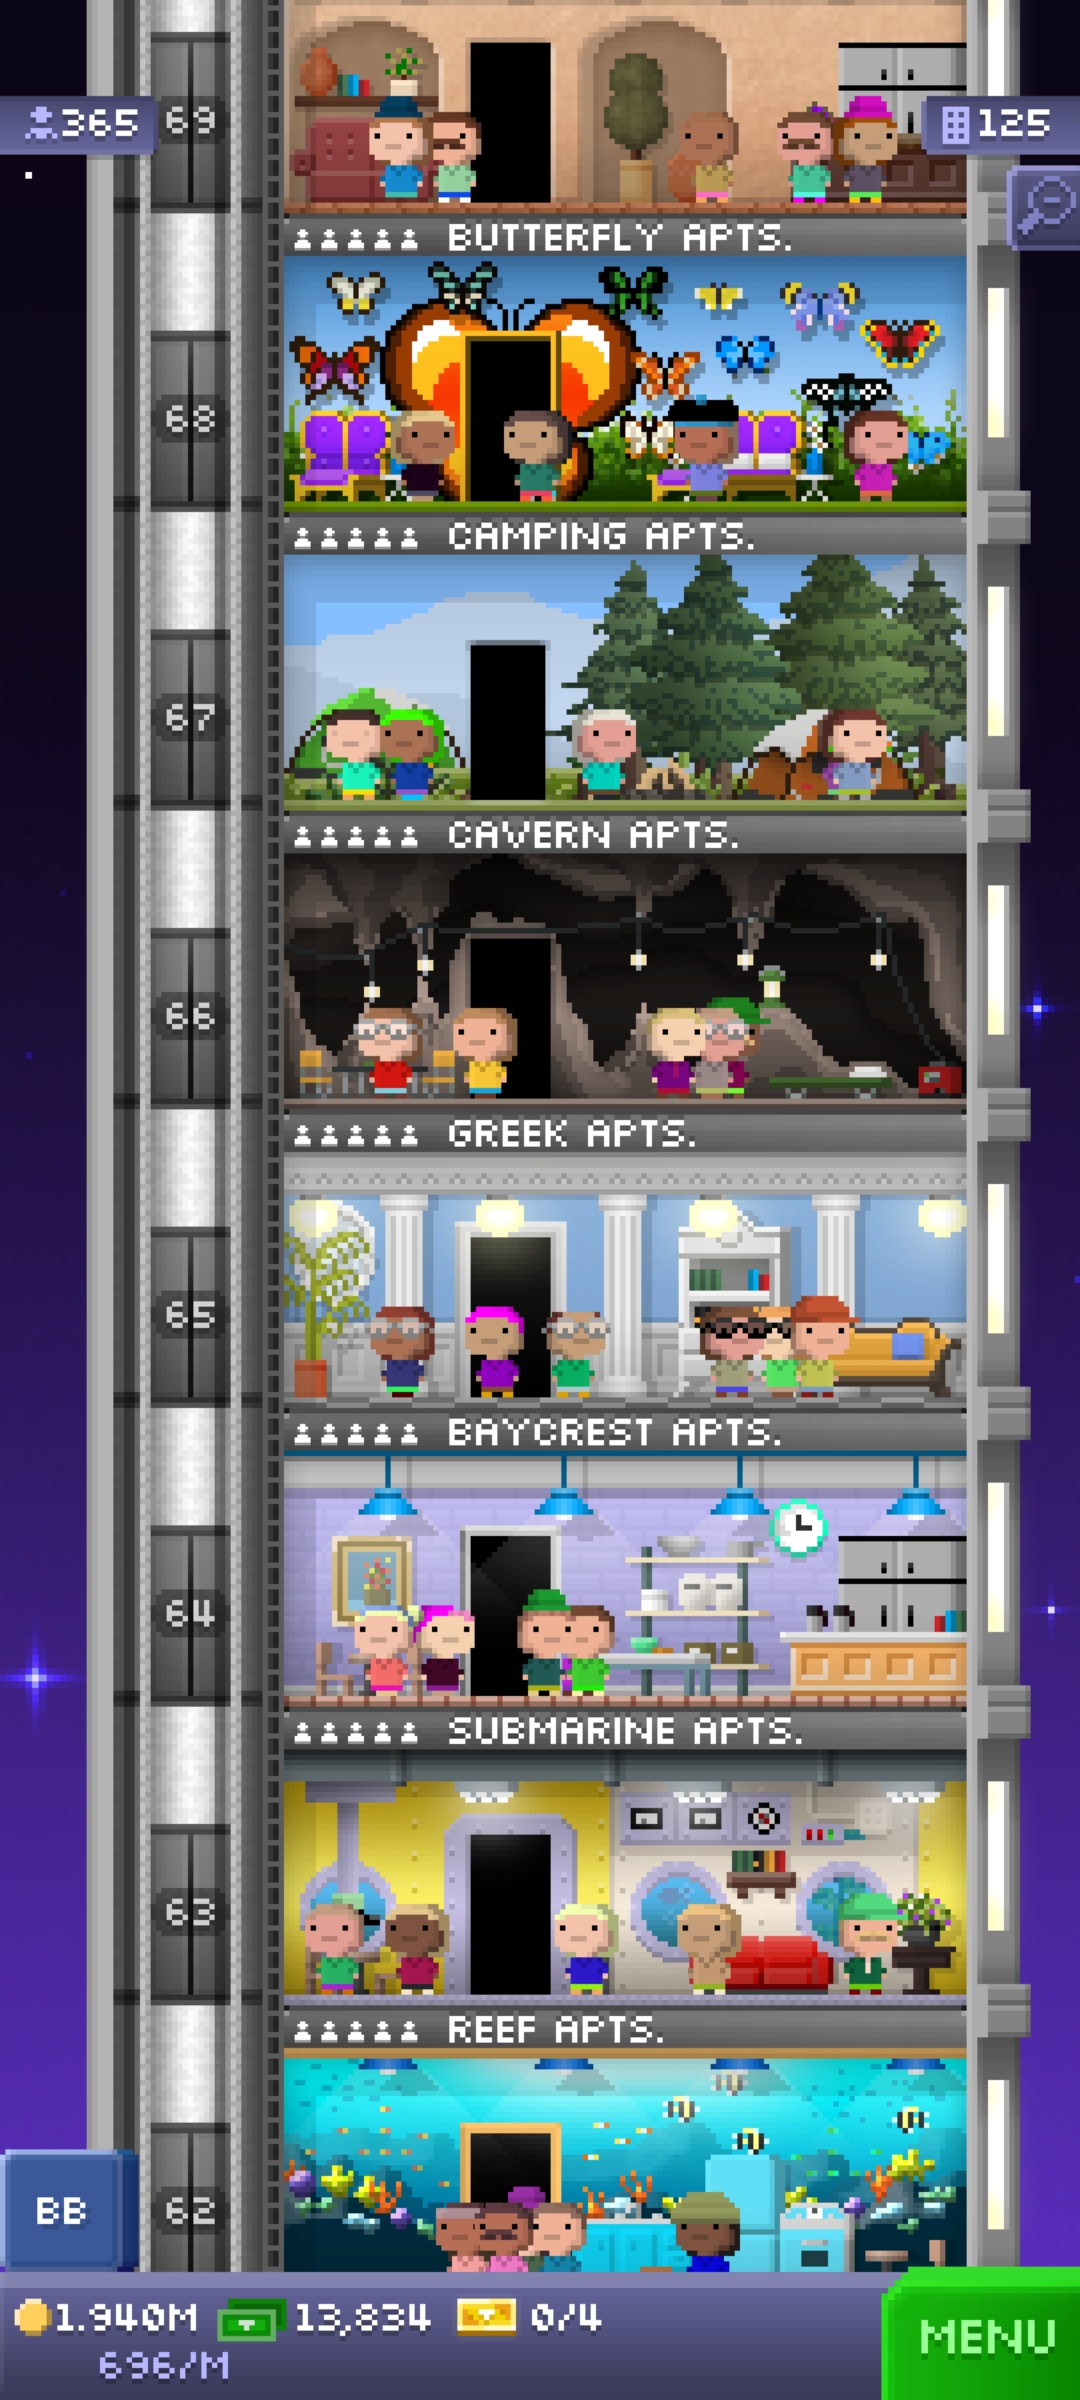 69
365
125
BUTTERFLY APTS.
68
CAMPING APTS.
67
CAVERN APTS.
66
GREEK APTS.
65
BAYCREST APTS.
64
SUBMARINE APTS.
63
REEF APTS.
62
BB
1.940M 13,834 0/4
696/M
MENU